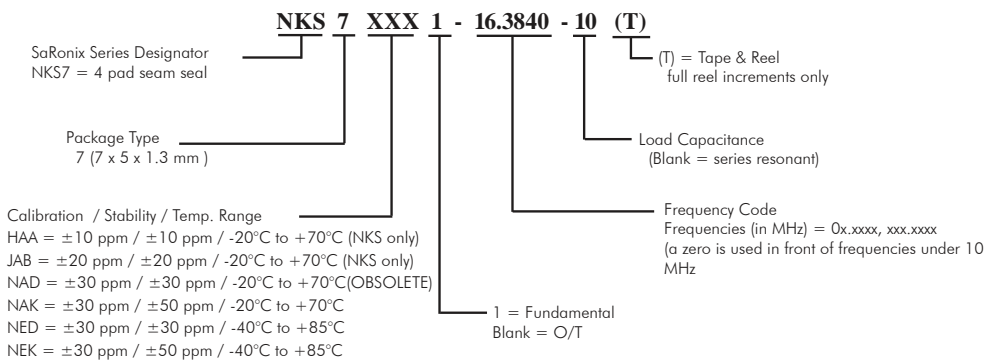 NKS 7 XXX 1 - 16.3840 - 10 (T)
SaRonix Series Designator
NKS7 = 4 pad seam seal
(T) = Tape & Reel
full reel increments only
Package Type
7 (7 x 5 x 1.3 mm )
Load Capacitance
(Blank = series resonant)
Calibration / Stability / Temp. Range
HAA = ±10 ppm / ±10 ppm / -20°C to +70°C (NKS only)
JAB = ±20 ppm / ±20 ppm / -20°C to +70°C (NKS only)
NAD = ±30 ppm / ±30 ppm / -20°C to +70°C(OBSOLETE)
NAK = ±30 ppm / ±50 ppm / -20°C to +70°C
NED = ±30 ppm / ±30 ppm / -40°C to +85°C
NEK = ±30 ppm / ±50 ppm / -40°C to +85°C
Frequency Code
Frequencies (in MHz) = 0x.xxxx, xxx.xxxx
(a zero is used in front of frequencies under 10
MHz
1 = Fundamental
Blank = O/T